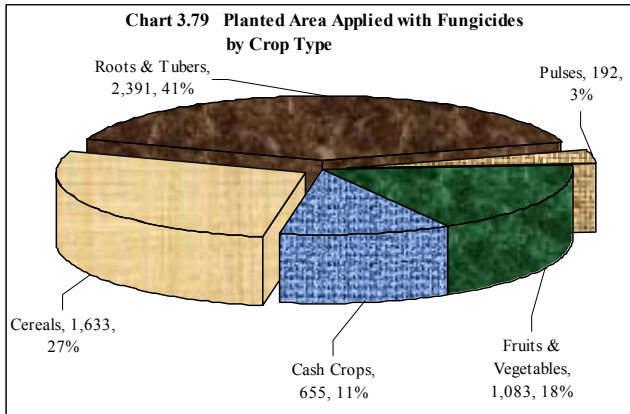 Chart 3.79 Planted Area Applied with Fungicides
by Crop Type
Roots & Tubers,
2,391, 41%
Pulses, 192,
3%
Cereals, 1,633,
27%
Cash Crops,
655, 11%
Fruits &
Vegetables,
1,083, 18%